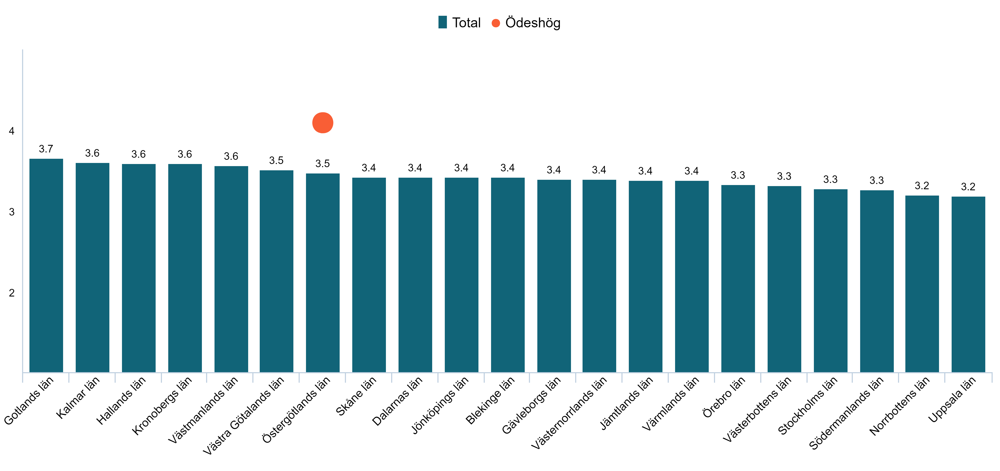 Total Ödeshög
4
3
2
3.7 3.6 3.6 3.6 3.6 3.5 3.5 3.4 3.4 3.4 3.4 3.4 3.4 3.4 3.4 3.3 3.3 3.3 3.3 3.2 3.2
Gotlands län
Kalmar län
Hallands län
Kronobergs län
Västmanlands län
Västra Götalands län
Östergötlands län
Skåne län
Dalarnas län
Jönköpings län
Blekinge län
Gävleborgs län
Västernorrlands län
Jämtlands län
Värmlands län
Örebro län
Västerbottens län
Stockholms län
Södermanlands län
Norrbottens län
Uppsala län